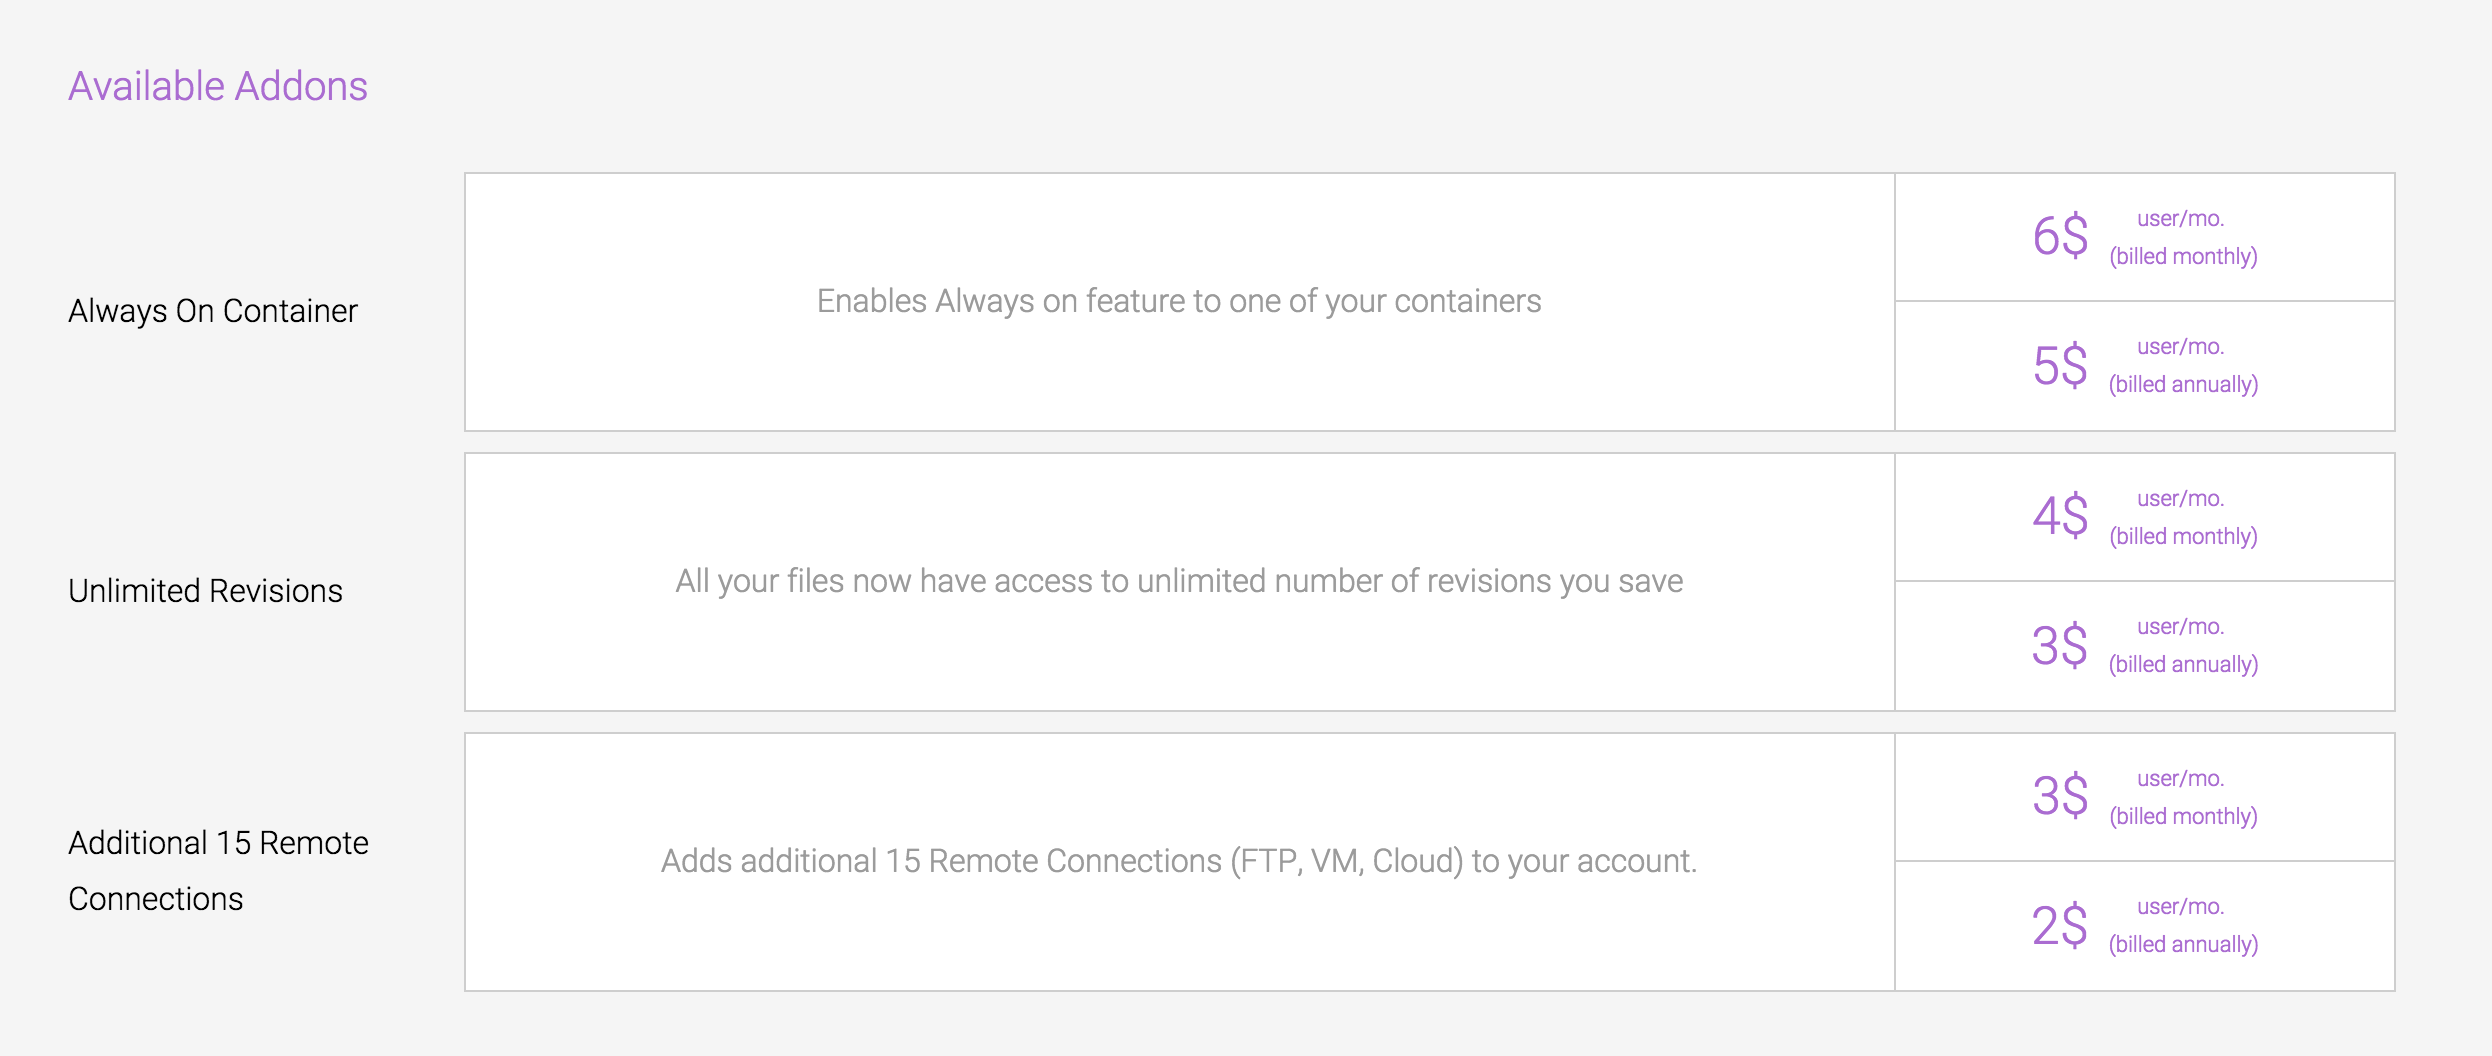 Available Addons
Always On Container
Enables Always on feature to one of your containers
6$
user/mo.
(billed monthly)
5$
user/mo.
(billed annually)
Unlimited Revisions
All your files now have access to unlimited number of revisions you save
4$
user/mo.
(billed monthly)
3$
user/mo.
(billed annually)
Additional 15 Remote
Connections
Adds additional 15 Remote Connections (FTP, VM, Cloud) to your account.
3$
user/mo.
(billed monthly)
2$
user/mo.
(billed annually)